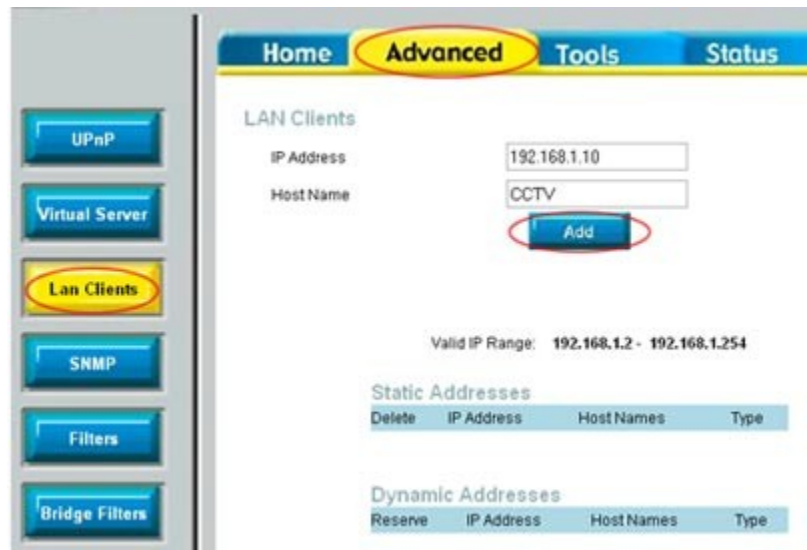 Home Advanced Tools Status
UPnP
Virtual Server
Lan Clients
SNMP
Filters
Bridge Filters
LAN Clients
IP Address 192.168.1.10
Host Name CCTV
Add
Valid IP Range: 192.168.1.2 - 192.168.1.254
Static Addresses
Delete IP Address Host Names Type
Dynamic Addresses
Reserve IP Address Host Names Type